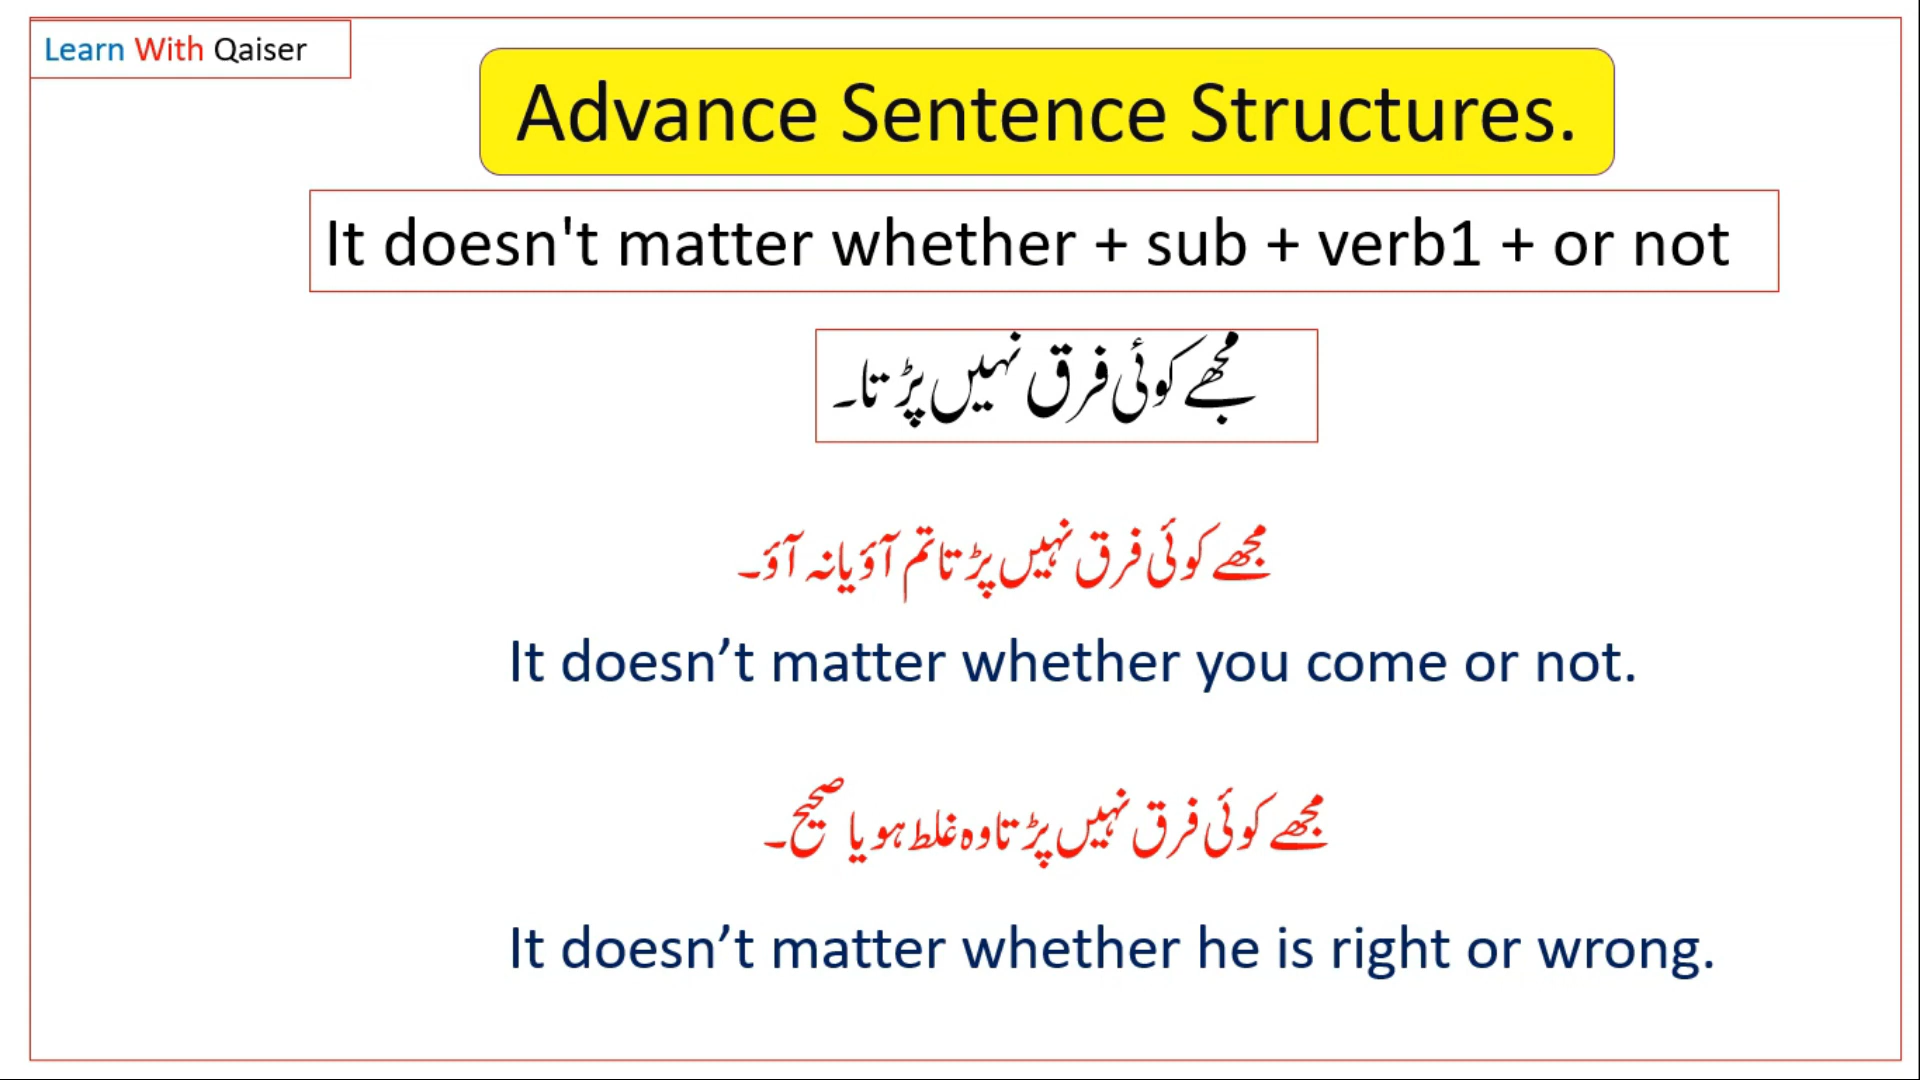 Learn With Qaiser
Advance Sentence Structures.
It doesn't matter whether + sub + verb1 + or not
مجھے کوئی فرق نہیں پڑتا۔
مجھے کوئی فرق نہیں پڑتا تم آؤ یا نہ آؤ۔
It doesn’t matter whether you come or not.
مجھے کوئی فرق نہیں پڑتا وہ غلط ہو یا صحیح۔
It doesn’t matter whether he is right or wrong.